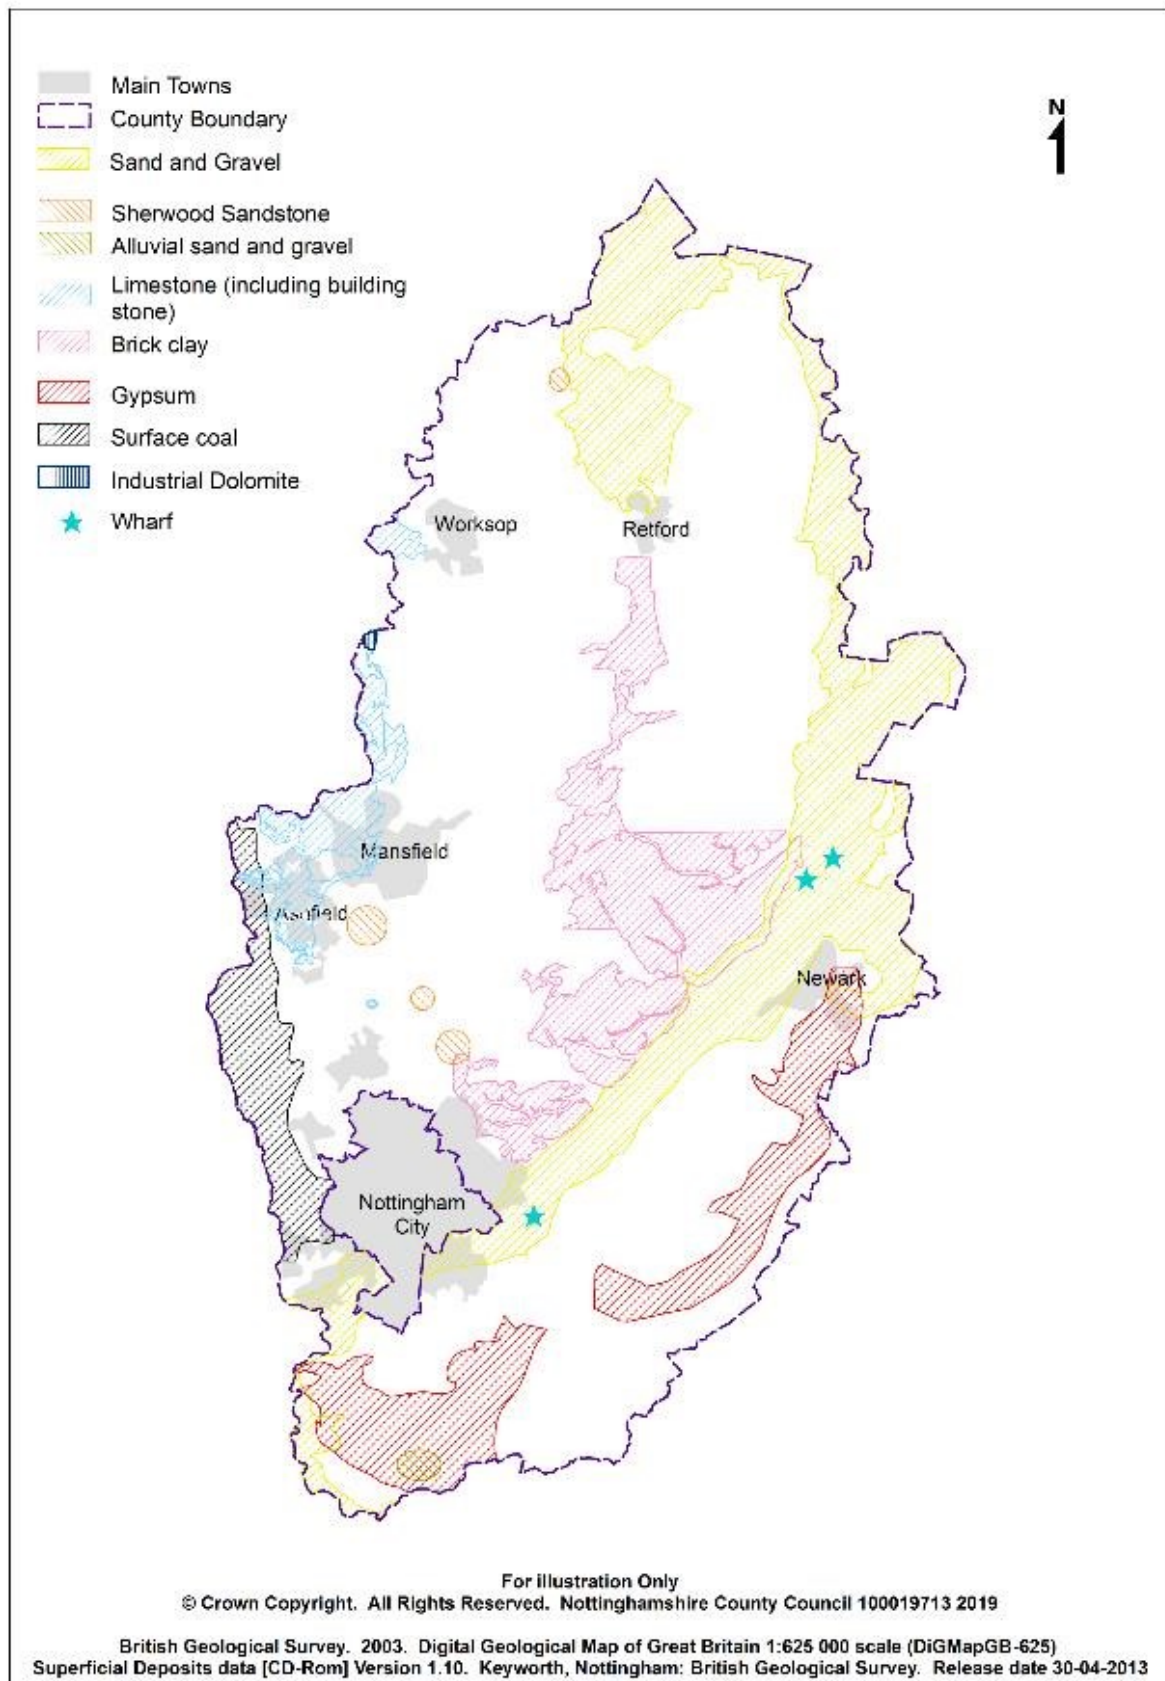 Main Towns
County Boundary
Sand and Gravel
Sherwood Sandstone
Alluvial sand and gravel
Limestone (including building
stone)
Brick clay
Gypsum
Surface coal
Industrial Dolomite
Wharf
N
Worksop
Retford
Mansfield
Ashfield
Newark
Nottingham
City
For illustration Only
© Crown Copyright. All Rights Reserved. Nottinghamshire County Council 100019713 2019
British Geological Survey. 2003. Digital Geological Map of Great Britain 1:625 000 scale (DiGMapGB-625)
Superficial Deposits data [CD-Rom] Version 1.10. Keyworth, Nottingham: British Geological Survey. Release date 30-04-2013